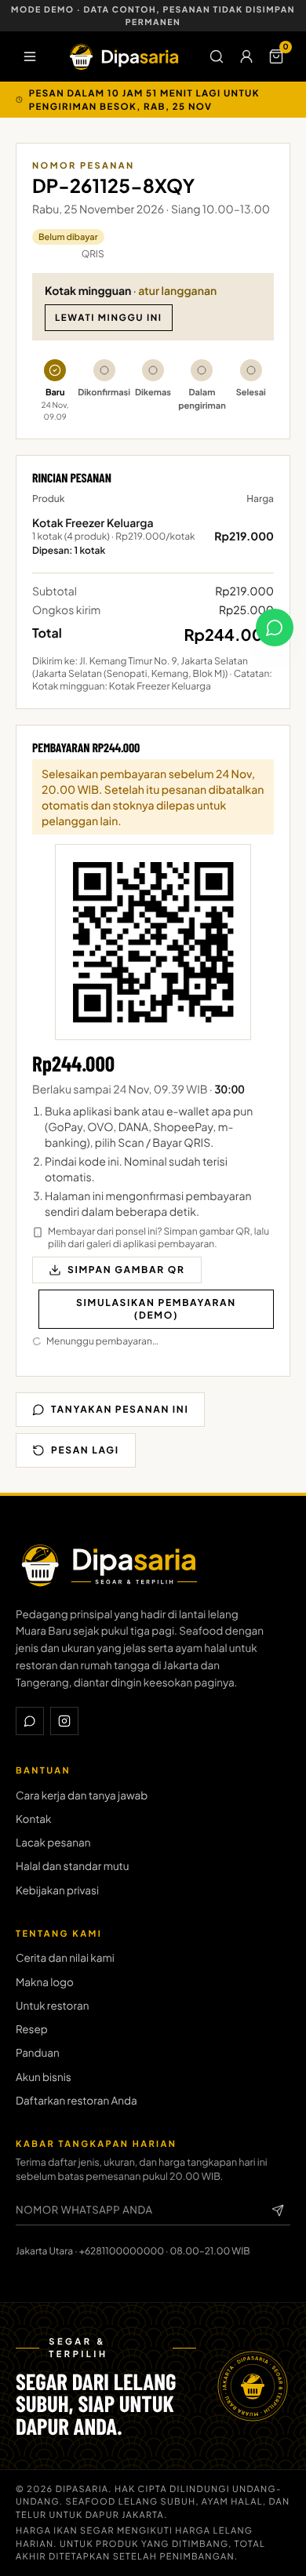 MODE DEMO · DATA CONTOH, PESANAN TIDAK DISIMPAN
PERMANEN
Dipasaria
0
PESAN DALAM 10 JAM 51 MENIT LAGI UNTUK
PENGIRIMAN BESOK, RAB, 25 NOV
NOMOR PESANAN
DP-261125-8XQY
Rabu, 25 November 2026 · Siang 10.00–13.00
Belum dibayar
QRIS
Kotak mingguan · atur langganan
LEWATI MINGGU INI
Baru
24 Nov,
09.09
Dikonfirmasi
Dikemas
Dalam
pengiriman
Selesai
RINCIAN PESANAN
Produk
Harga
Kotak Freezer Keluarga
1 kotak (4 produk) · Rp219.000/kotak
Dipesan: 1 kotak
Rp219.000
Subtotal
Rp219.000
Ongkos kirim
Rp25.000
Total
Rp244.00
Dikirim ke: Jl. Kemang Timur No. 9, Jakarta Selatan
(Jakarta Selatan (Senopati, Kemang, Blok M)) · Catatan:
Kotak mingguan: Kotak Freezer Keluarga
PEMBAYARAN RP244.000
Selesaikan pembayaran sebelum 24 Nov,
20.00 WIB. Setelah itu pesanan dibatalkan
otomatis dan stoknya dilepas untuk
pelanggan lain.
Rp244.000
Berlaku sampai 24 Nov, 09.39 WIB · 30:00
1. Buka aplikasi bank atau e-wallet apa pun
(GoPay, OVO, DANA, ShopeePay, m-
banking), pilih Scan / Bayar QRIS.
2. Pindai kode ini. Nominal sudah terisi
otomatis.
3. Halaman ini mengonfirmasi pembayaran
sendiri dalam beberapa detik.
Membayar dari ponsel ini? Simpan gambar QR, lalu
pilih dari galeri di aplikasi pembayaran.
SIMPAN GAMBAR QR
SIMULASIKAN PEMBAYARAN
(DEMO)
Menunggu pembayaran…
TANYAKAN PESANAN INI
PESAN LAGI
Dipasaria
SEGAR & TERPILIH
Pedagang prinsipal yang hadir di lantai lelang
Muara Baru sejak pukul tiga pagi. Seafood dengan
jenis dan ukuran yang jelas serta ayam halal untuk
restoran dan rumah tangga di Jakarta dan
Tangerang, diantar dingin keesokan paginya.
BANTUAN
Cara kerja dan tanya jawab
Kontak
Lacak pesanan
Halal dan standar mutu
Kebijakan privasi
TENTANG KAMI
Cerita dan nilai kami
Makna logo
Untuk restoran
Resep
Panduan
Akun bisnis
Daftarkan restoran Anda
KABAR TANGKAPAN HARIAN
Terima daftar jenis, ukuran, dan harga tangkapan hari ini
sebelum batas pemesanan pukul 20.00 WIB.
NOMOR WHATSAPP ANDA
Jakarta Utara · +6281100000000 · 08.00–21.00 WIB
SEGAR &
TERPILIH
SEGAR DARI LELANG
SUBUH, SIAP UNTUK
DAPUR ANDA.
© 2026 DIPASARIA. HAK CIPTA DILINDUNGI UNDANG-
UNDANG. SEAFOOD LELANG SUBUH, AYAM HALAL, DAN
TELUR UNTUK DAPUR JAKARTA.
HARGA IKAN SEGAR MENGIKUTI HARGA LELANG
HARIAN. UNTUK PRODUK YANG DITIMBANG, TOTAL
AKHIR DITETAPKAN SETELAH PENIMBANGAN.